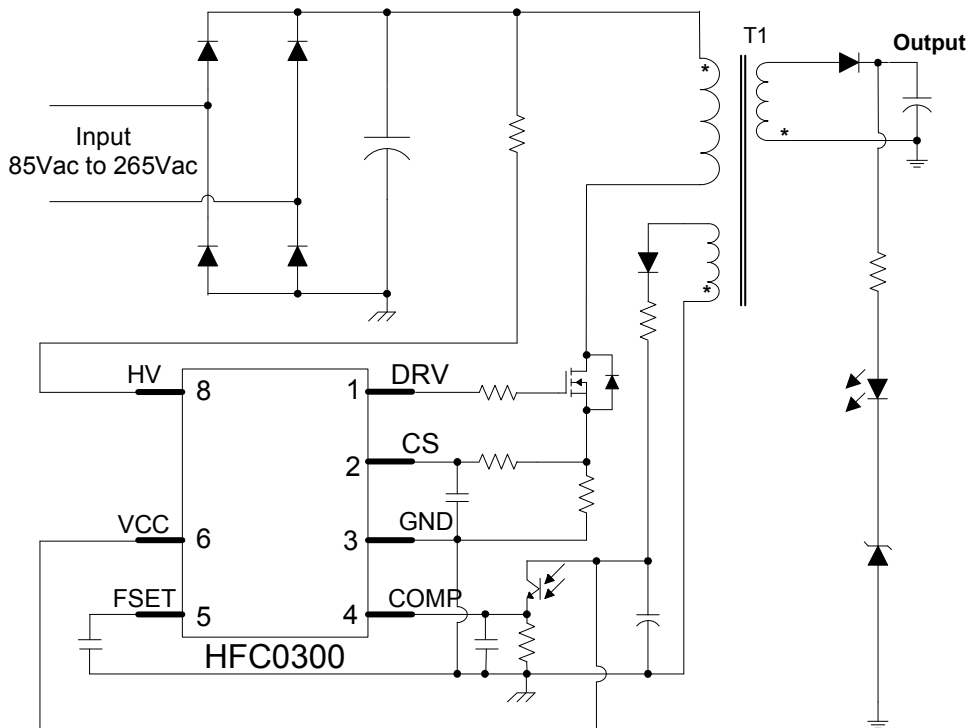 T1
Output
*
Input
85Vac to 265Vac
*
*
HV
8
1
DRV
2
CS
VCC
6
3
GND
FSET
5
4
COMP
HFC0300